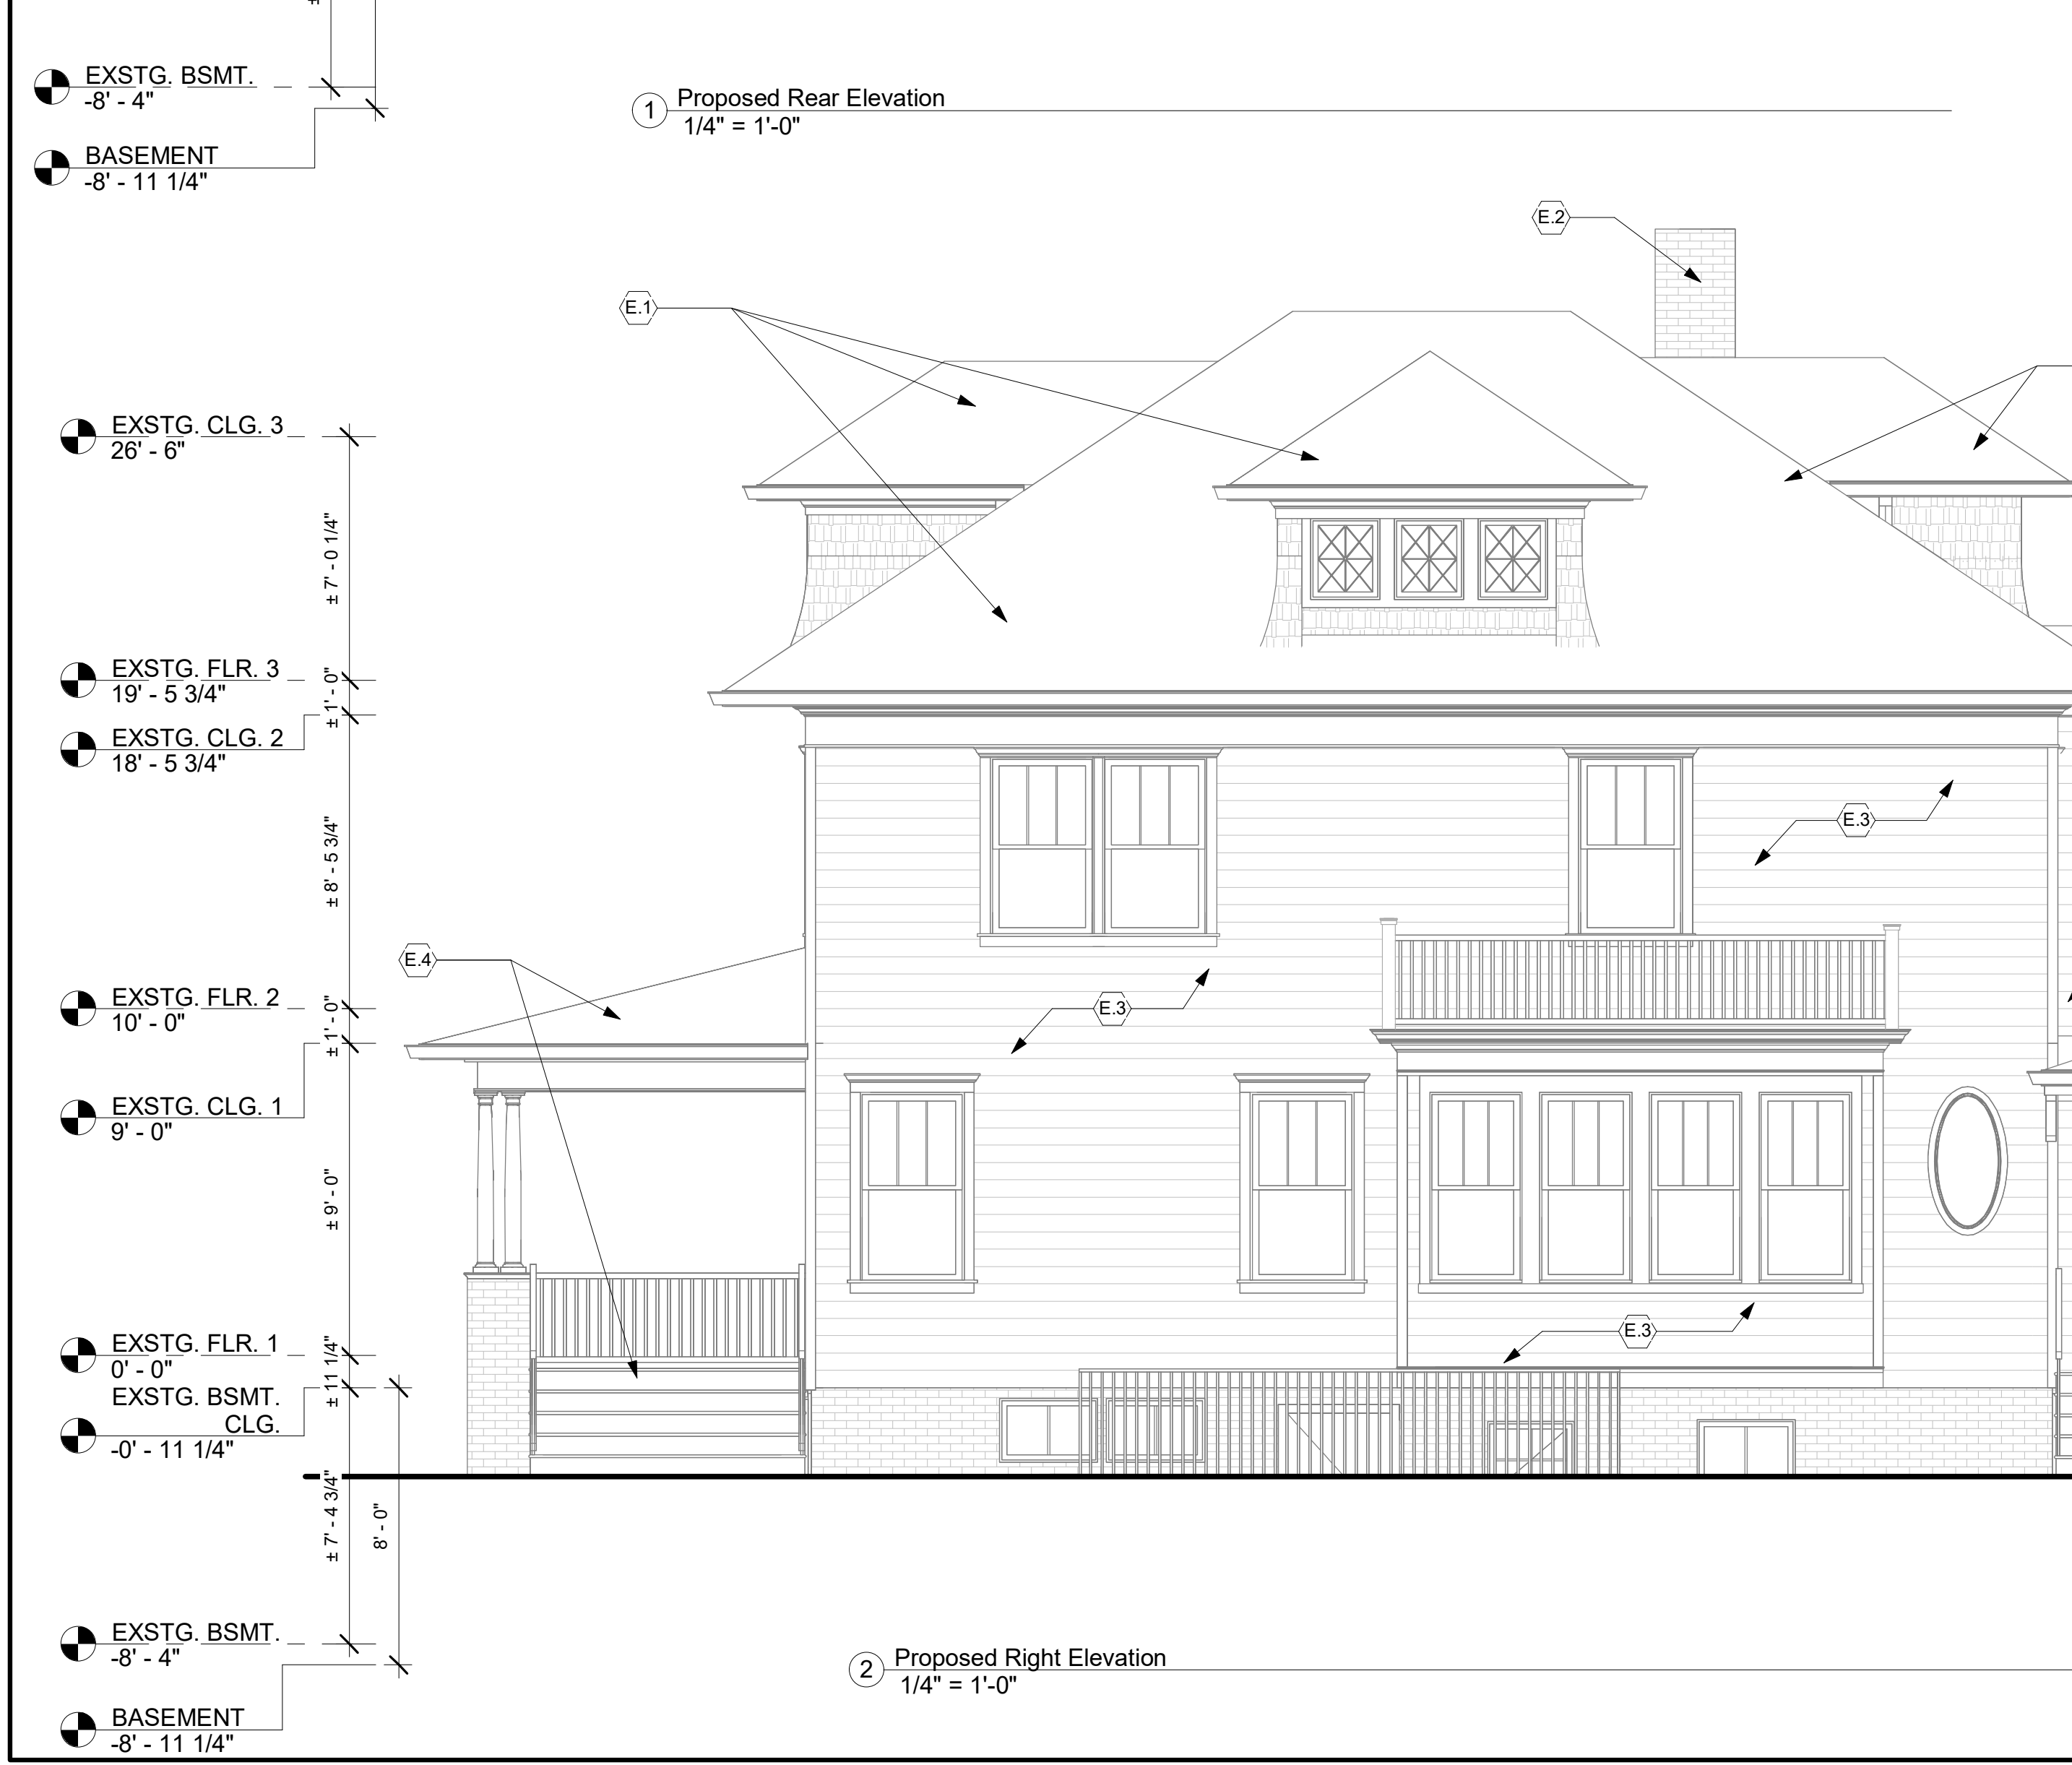 ±
EXSTG. BSMT.
-8' - 4"
BASEMENT
-8' - 11 1/4"
1
Proposed Rear Elevation
1/4" = 1'-0"
E.2
E.1
EXSTG. CLG. 3
26' - 6"
± 7' - 0 1/4"
EXSTG. FLR. 3
19' - 5 3/4"
± 1' - 0"
EXSTG. CLG. 2
18' - 5 3/4"
E.3
± 8' - 5 3/4"
E.4
EXSTG. FLR. 2
10' - 0"
± 1' - 0"
E.3
EXSTG. CLG. 1
9' - 0"
± 9' - 0"
E.3
EXSTG. FLR. 1
0' - 0"
± 11 1/4"
EXSTG. BSMT.
CLG.
-0' - 11 1/4"
± 7' - 4 3/4"
8' - 0"
EXSTG. BSMT.
-8' - 4"
2
Proposed Right Elevation
1/4" = 1'-0"
BASEMENT
-8' - 11 1/4"